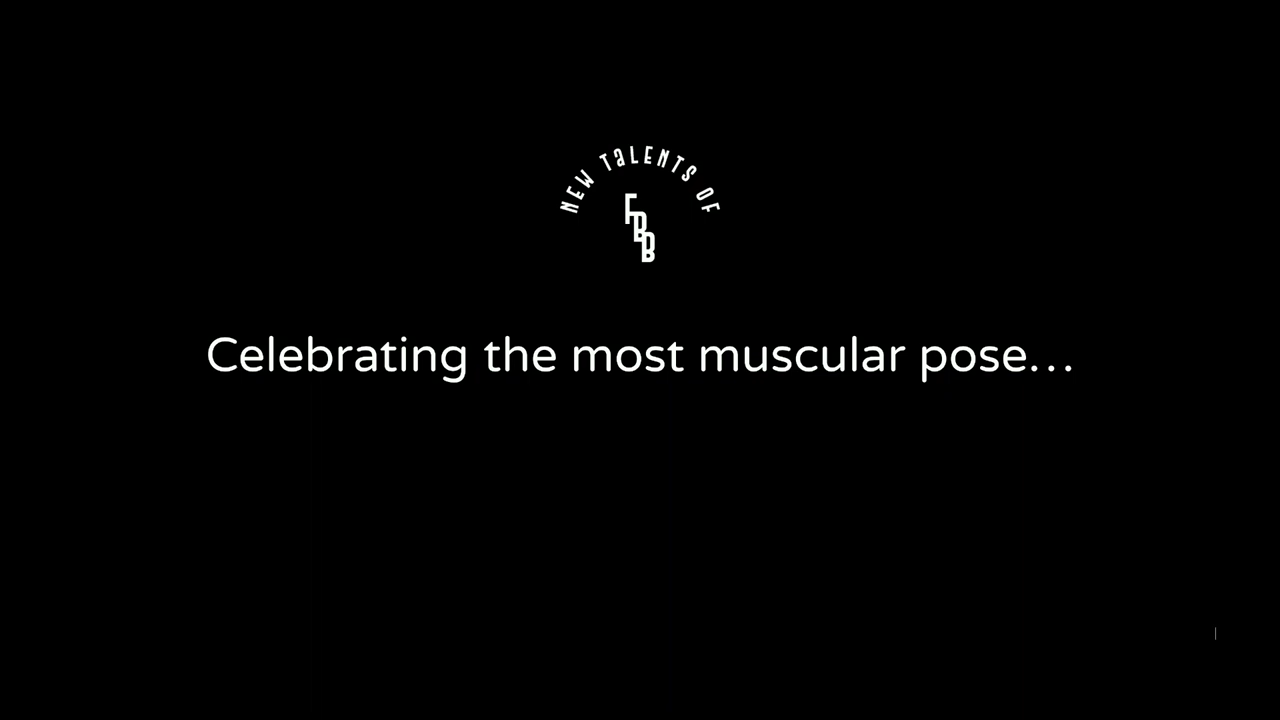 NEW TALENTS OF
FBB
Celebrating the most muscular pose…